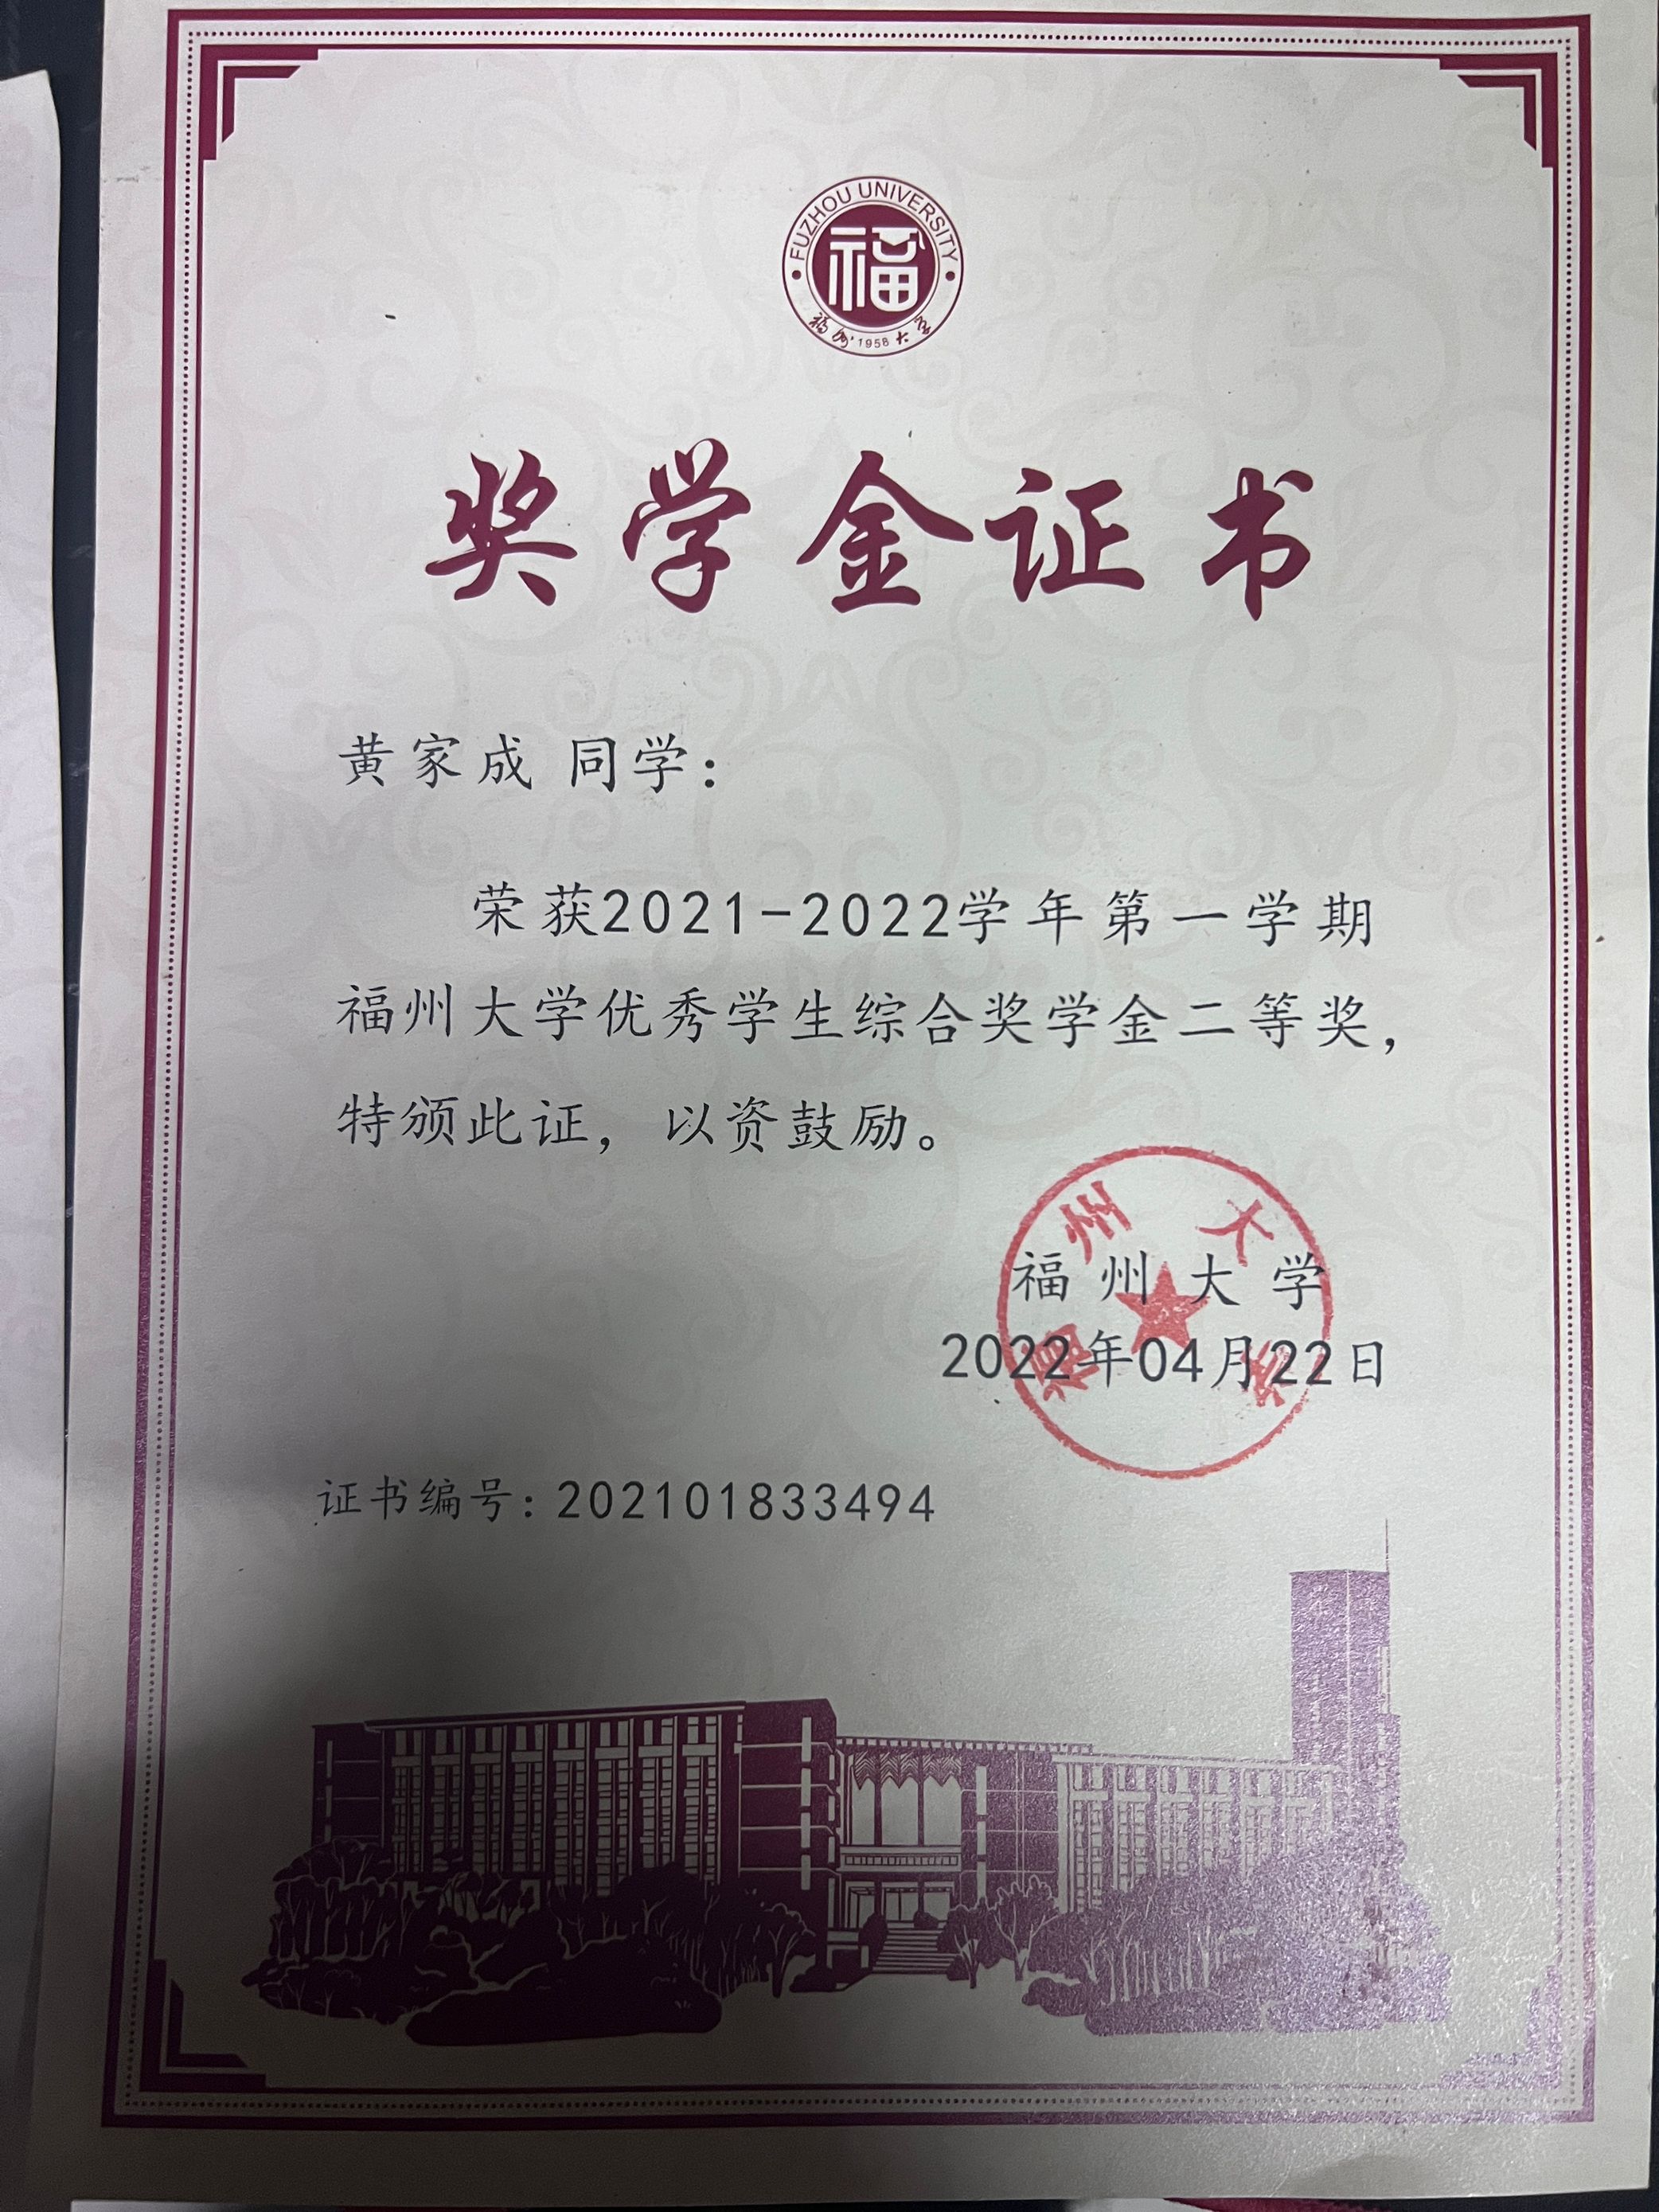 FUZHOU UNIVERSITY
福
福州大学
1958
奖学金证书
黄家成 同学：
荣获2021-2022学年第一学期
福州大学优秀学生综合奖学金二等奖，
特颁此证，以资鼓励。
福州大学
福州大学
2022年04月22日
证书编号：202101833494